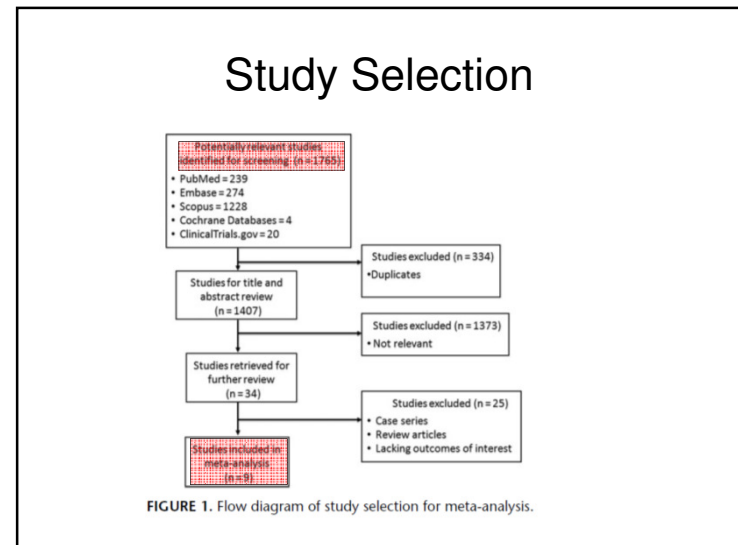 Study Selection
Potentially relevant studies
identified for screening (n = 1765)
• PubMed = 239
• Embase = 274
• Scopus = 1228
• Cochrane Databases = 4
• ClinicalTrials.gov = 20
Studies excluded (n = 334)
•Duplicates
Studies for title and
abstract review
(n = 1407)
Studies excluded (n = 1373)
• Not relevant
Studies retrieved for
further review
(n = 34)
Studies excluded (n = 25)
• Case series
• Review articles
• Lacking outcomes of interest
Studies included in
meta-analysis
(n = 9)
FIGURE 1. Flow diagram of study selection for meta-analysis.